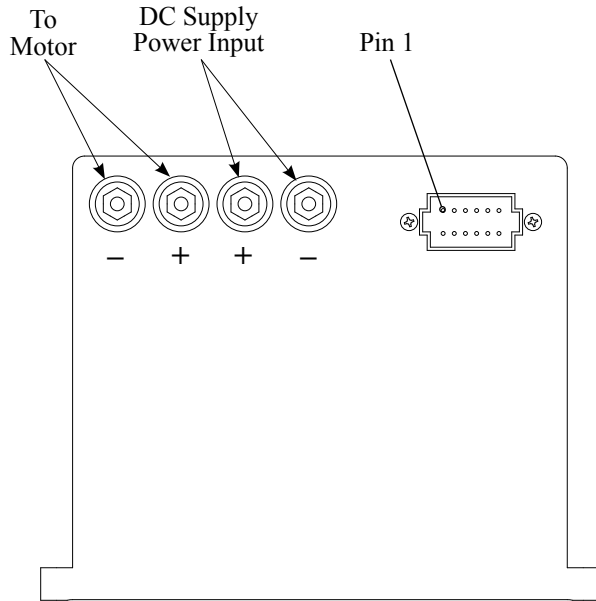 To
Motor
DC Supply
Power Input
Pin 1
– + + –